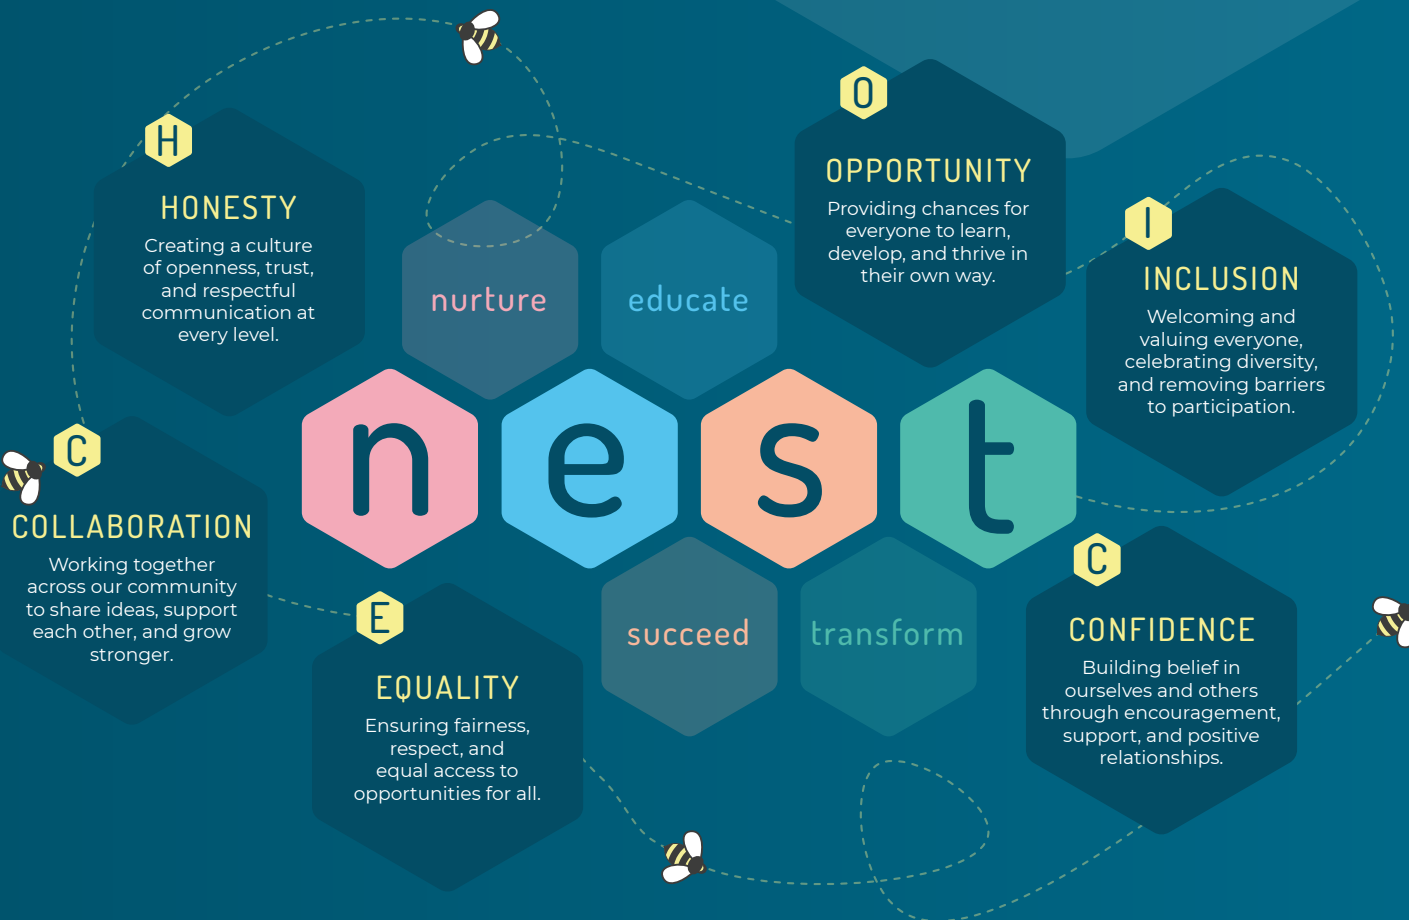 H
HONESTY
Creating a culture
of openness, trust,
and respectful
communication at
every level.
O
OPPORTUNITY
Providing chances for
everyone to learn,
develop, and thrive in
their own way.
I
INCLUSION
Welcoming and
valuing everyone,
celebrating diversity,
and removing barriers
to participation.
nurture
educate
n e s t
succeed
transform
C
COLLABORATION
Working together
across our community
to share ideas, support
each other, and grow
stronger.
E
EQUALITY
Ensuring fairness,
respect, and
equal access to
opportunities for all.
C
CONFIDENCE
Building belief in
ourselves and others
through encouragement,
support, and positive
relationships.